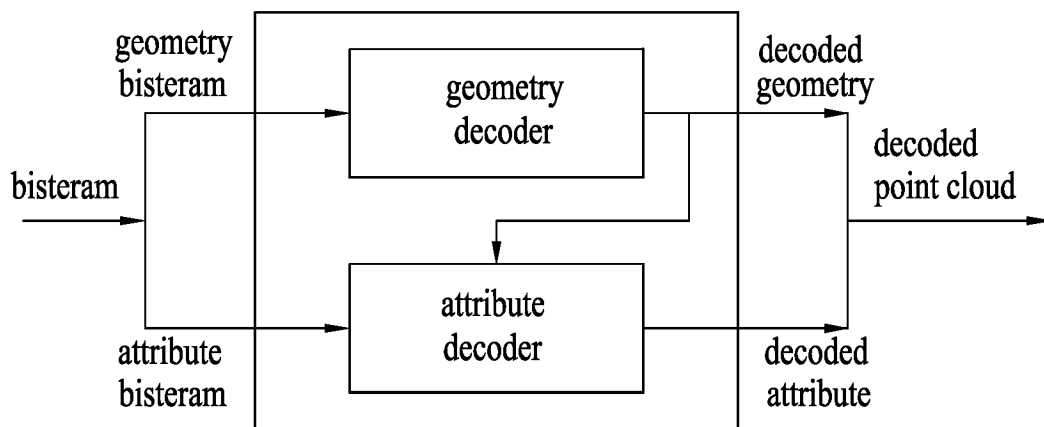 geometry
bisteram
geometry
decoder
decoded
geometry
bisteram
decoded
point cloud
attribute
decoder
attribute
bisteram
decoded
attribute